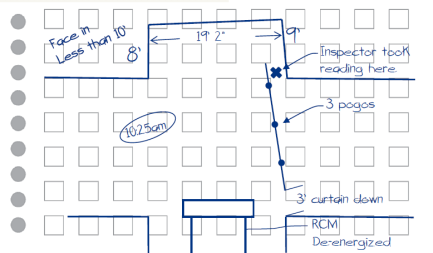 Face in
Less than 10'
8'
19' 2"
9'
Inspector took
reading here
3 pogos
10:25am
3' curtain down
RCM
De-energized